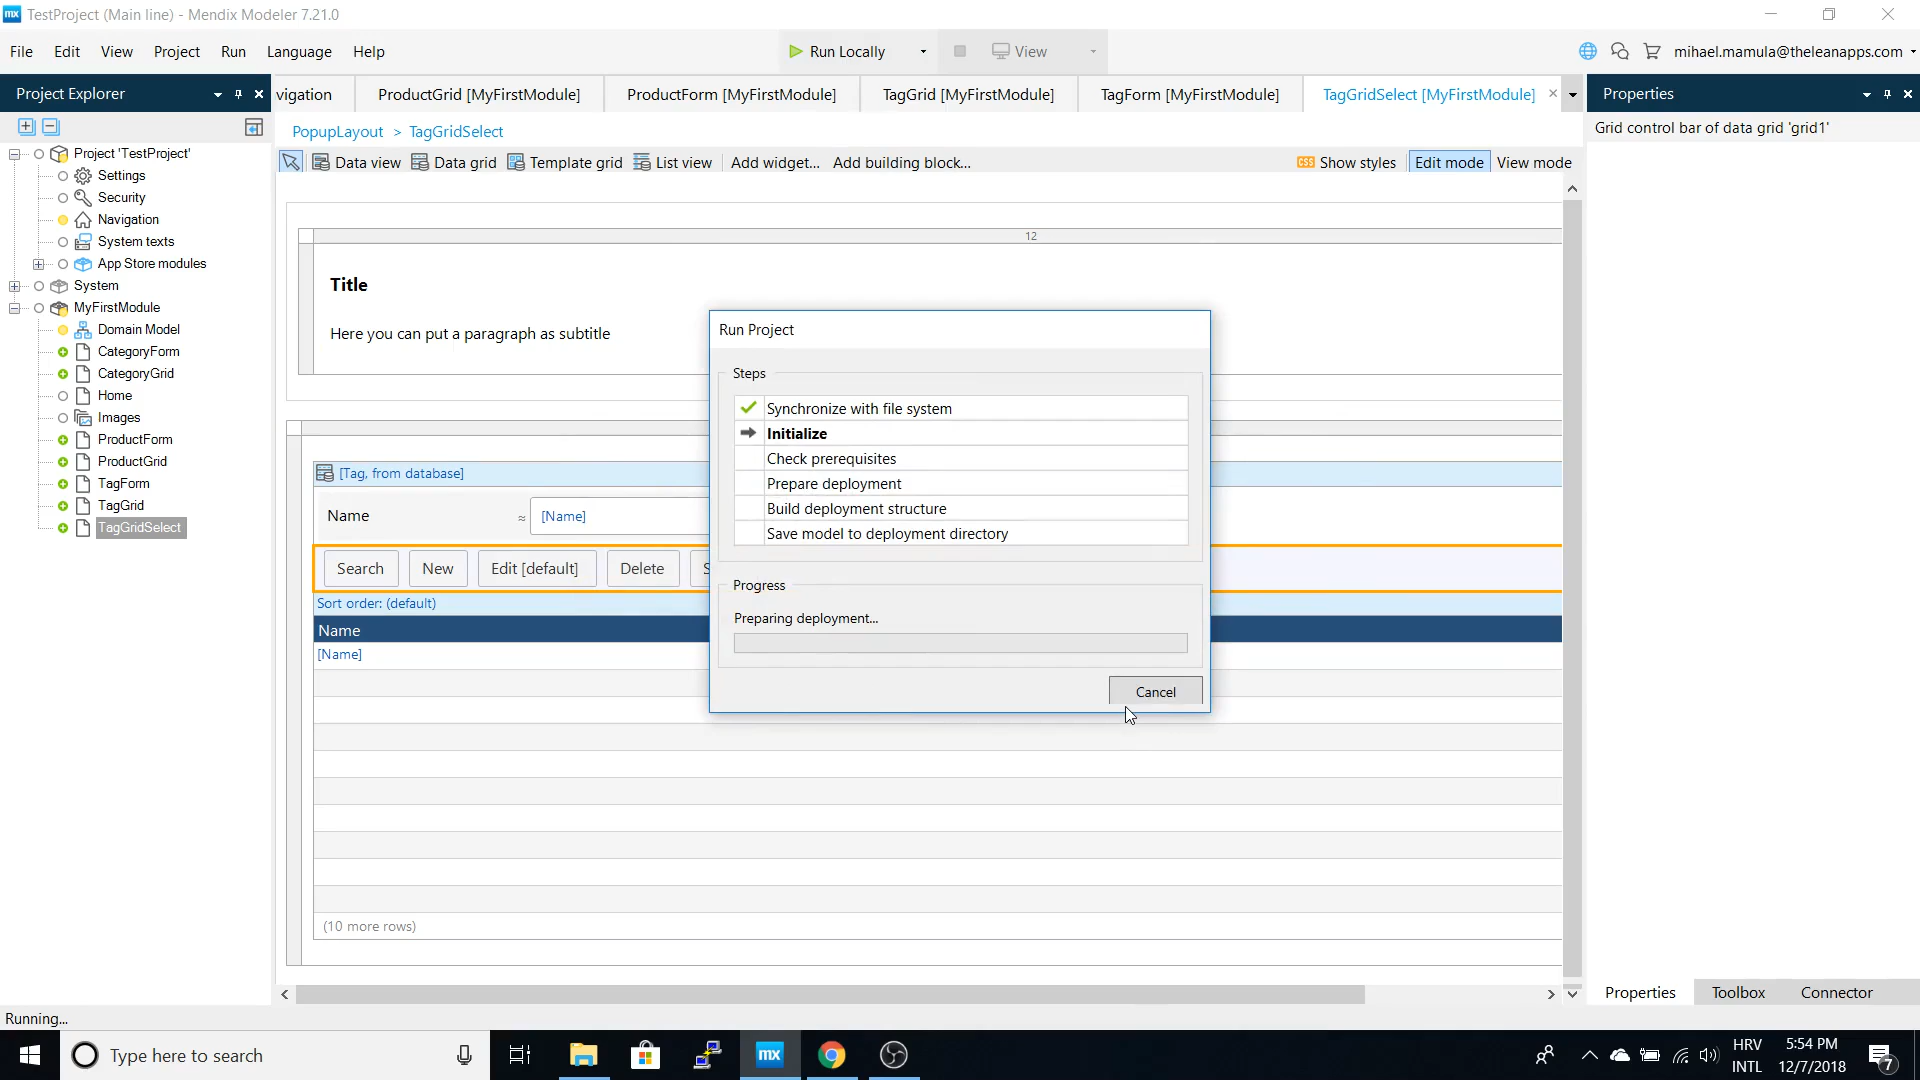 TestProject (Main line) - Mendix Modeler 7.21.0
File Edit View Project Run Language Help
Run Locally
View
mihael.mamula@theleanapps.com
Project Explorer
vigation
ProductGrid [MyFirstModule]
ProductForm [MyFirstModule]
TagGrid [MyFirstModule]
TagForm [MyFirstModule]
TagGridSelect [MyFirstModule]
Properties
Grid control bar of data grid 'grid1'
PopupLayout > TagGridSelect
Data view Data grid Template grid List view Add widget... Add building block...
CSS Show styles Edit mode View mode
Project 'TestProject'
Settings
Security
Navigation
System texts
App Store modules
System
MyFirstModule
Domain Model
CategoryForm
CategoryGrid
Home
Images
ProductForm
ProductGrid
TagForm
TagGrid
TagGridSelect
12
Title
Here you can put a paragraph as subtitle
[Tag, from database]
Name ≈ [Name]
Search New Edit [default] Delete S
Sort order: (default)
Name
[Name]
(10 more rows)
Run Project
Steps
Synchronize with file system
Initialize
Check prerequisites
Prepare deployment
Build deployment structure
Save model to deployment directory
Progress
Preparing deployment...
Cancel
Properties Toolbox Connector
Running...
Type here to search
mx
HRV
INTL
5:54 PM
12/7/2018
7